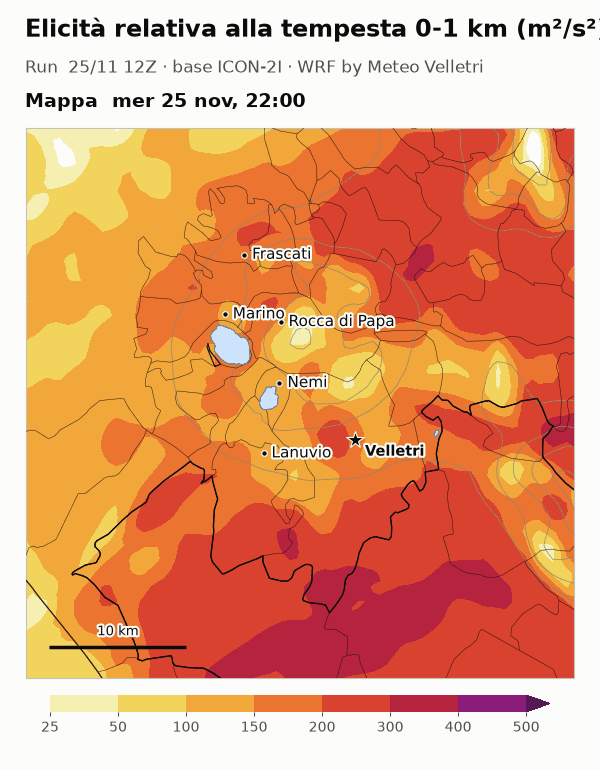 Elicità relativa alla tempesta 0-1 km (m²/s²)
Run  25/11 12Z · base ICON-2I · WRF by Meteo Velletri
Mappa  mer 25 nov, 22:00
Frascati
Marino
Rocca di Papa
Nemi
Velletri
Lanuvio
10 km
25 50 100 150 200 300 400 500